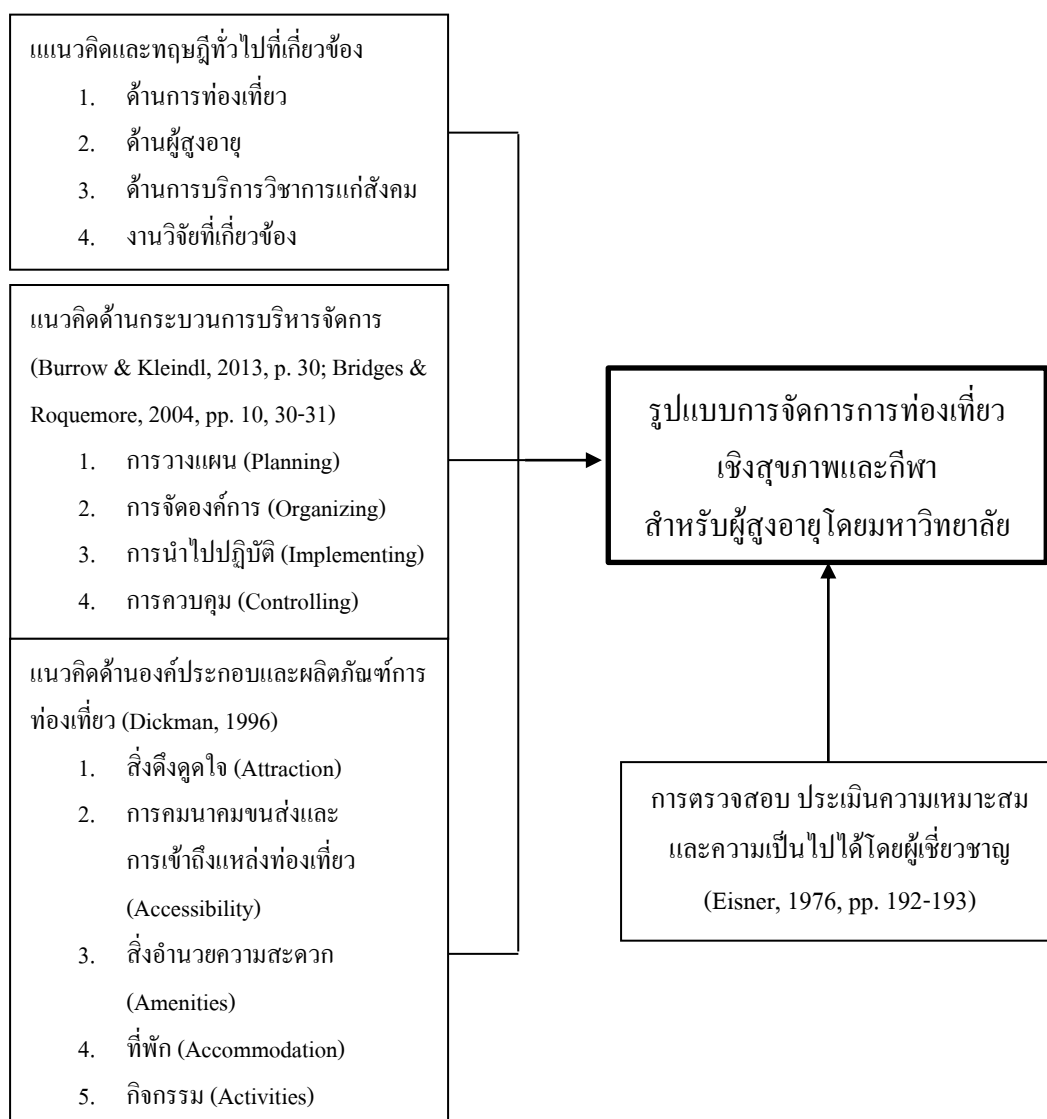 แแนวคิดและทฤษฎีทั่วไปที่เกี่ยวข้อง
1. ด้านการท่องเที่ยว
2. ด้านผู้สูงอายุ
3. ด้านการบริการวิชาการแก่สังคม
4. งานวิจัยที่เกี่ยวข้อง
แนวคิดด้านกระบวนการบริหารจัดการ
(Burrow & Kleindl, 2013, p. 30; Bridges &
Roquemore, 2004, pp. 10, 30-31)
1. การวางแผน (Planning)
2. การจัดองค์การ (Organizing)
3. การนำไปปฏิบัติ (Implementing)
4. การควบคุม (Controlling)
แนวคิดด้านองค์ประกอบและผลิตภัณฑ์การ
ท่องเที่ยว (Dickman, 1996)
1. สิ่งดึงดูดใจ (Attraction)
2. การคมนาคมขนส่งและ
การเข้าถึงแหล่งท่องเที่ยว
(Accessibility)
3. สิ่งอำนวยความสะดวก
(Amenities)
4. ที่พัก (Accommodation)
5. กิจกรรม (Activities)
รูปแบบการจัดการการท่องเที่ยว
เชิงสุขภาพและกีฬา
สำหรับผู้สูงอายุโดยมหาวิทยาลัย
การตรวจสอบ ประเมินความเหมาะสม
และความเป็นไปได้โดยผู้เชี่ยวชาญ
(Eisner, 1976, pp. 192-193)